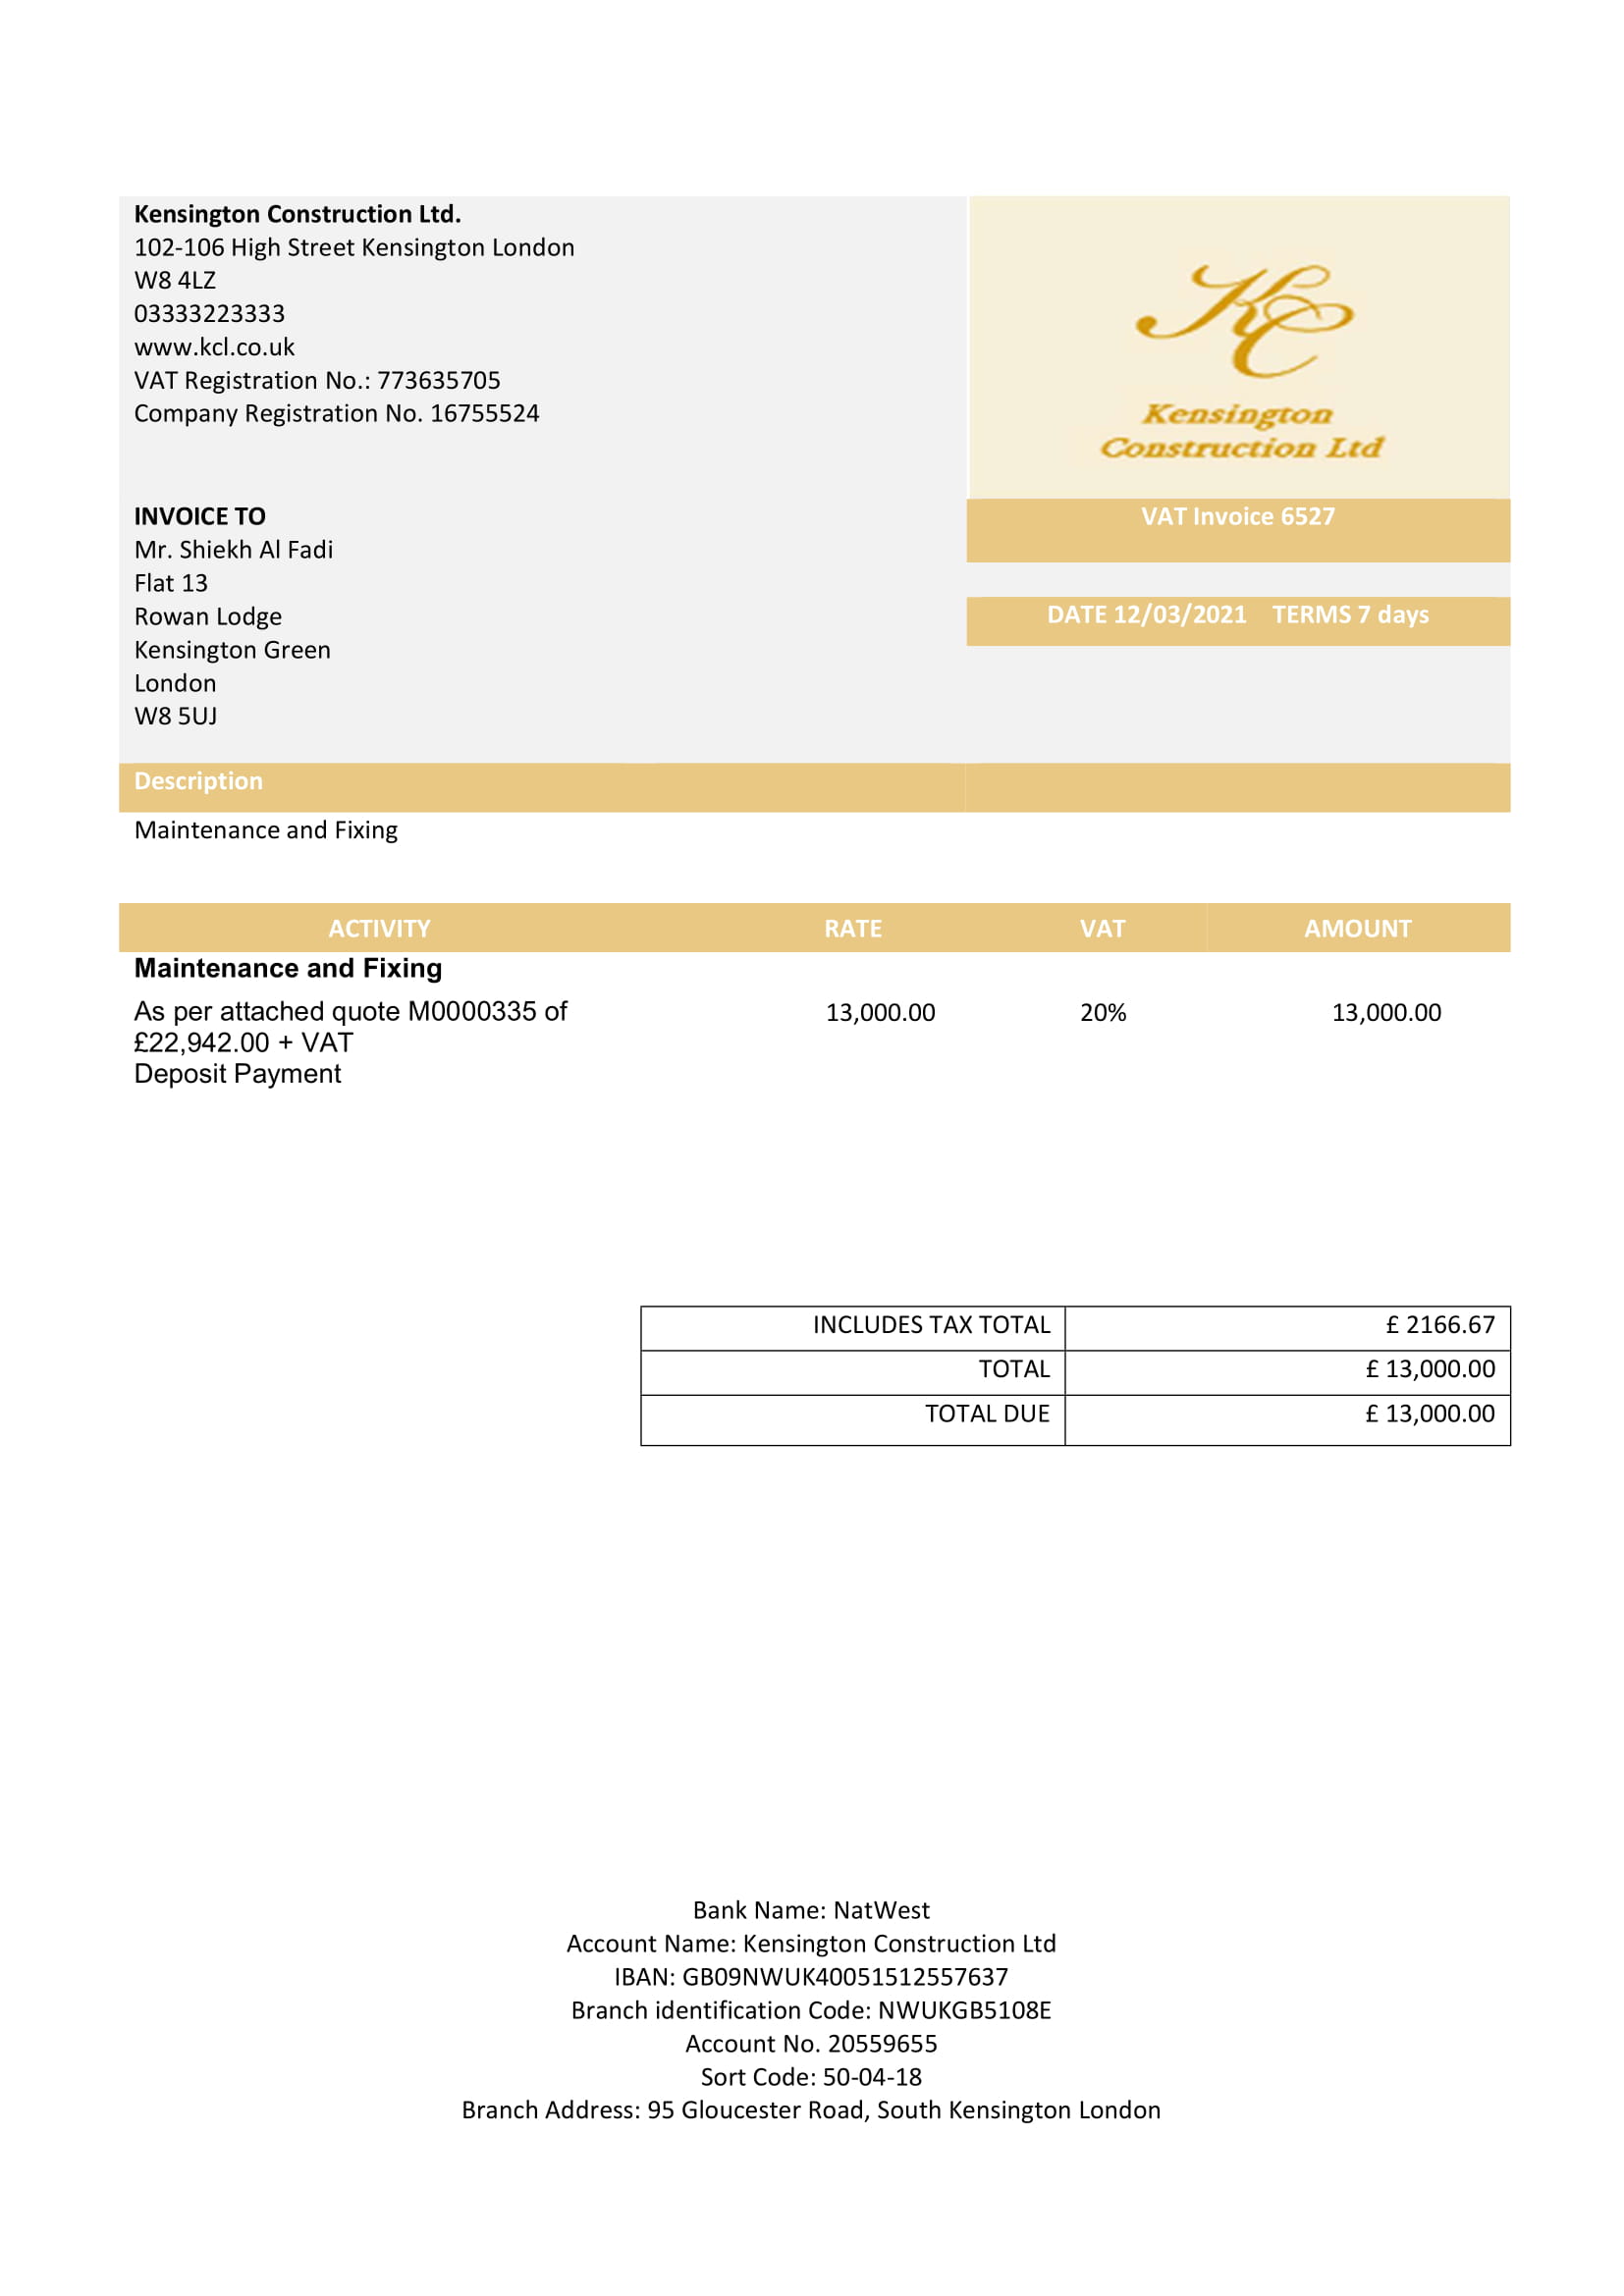 Kensington Construction Ltd.
102-106 High Street Kensington London
W8 4LZ
03333223333
www.kcl.co.uk
VAT Registration No.: 773635705
Company Registration No. 16755524
KC
Kensington
Construction Ltd
INVOICE TO
Mr. Shiekh Al Fadi
Flat 13
Rowan Lodge
Kensington Green
London
W8 5UJ
VAT Invoice 6527
DATE 12/03/2021 TERMS 7 days
Description
Maintenance and Fixing
ACTIVITY RATE VAT AMOUNT
Maintenance and Fixing
As per attached quote M0000335 of 13,000.00 20% 13,000.00
£22,942.00 + VAT
Deposit Payment
INCLUDES TAX TOTAL £ 2166.67
TOTAL £ 13,000.00
TOTAL DUE £ 13,000.00
Bank Name: NatWest
Account Name: Kensington Construction Ltd
IBAN: GB09NWUK40051512557637
Branch identification Code: NWUKGB5108E
Account No. 20559655
Sort Code: 50-04-18
Branch Address: 95 Gloucester Road, South Kensington London